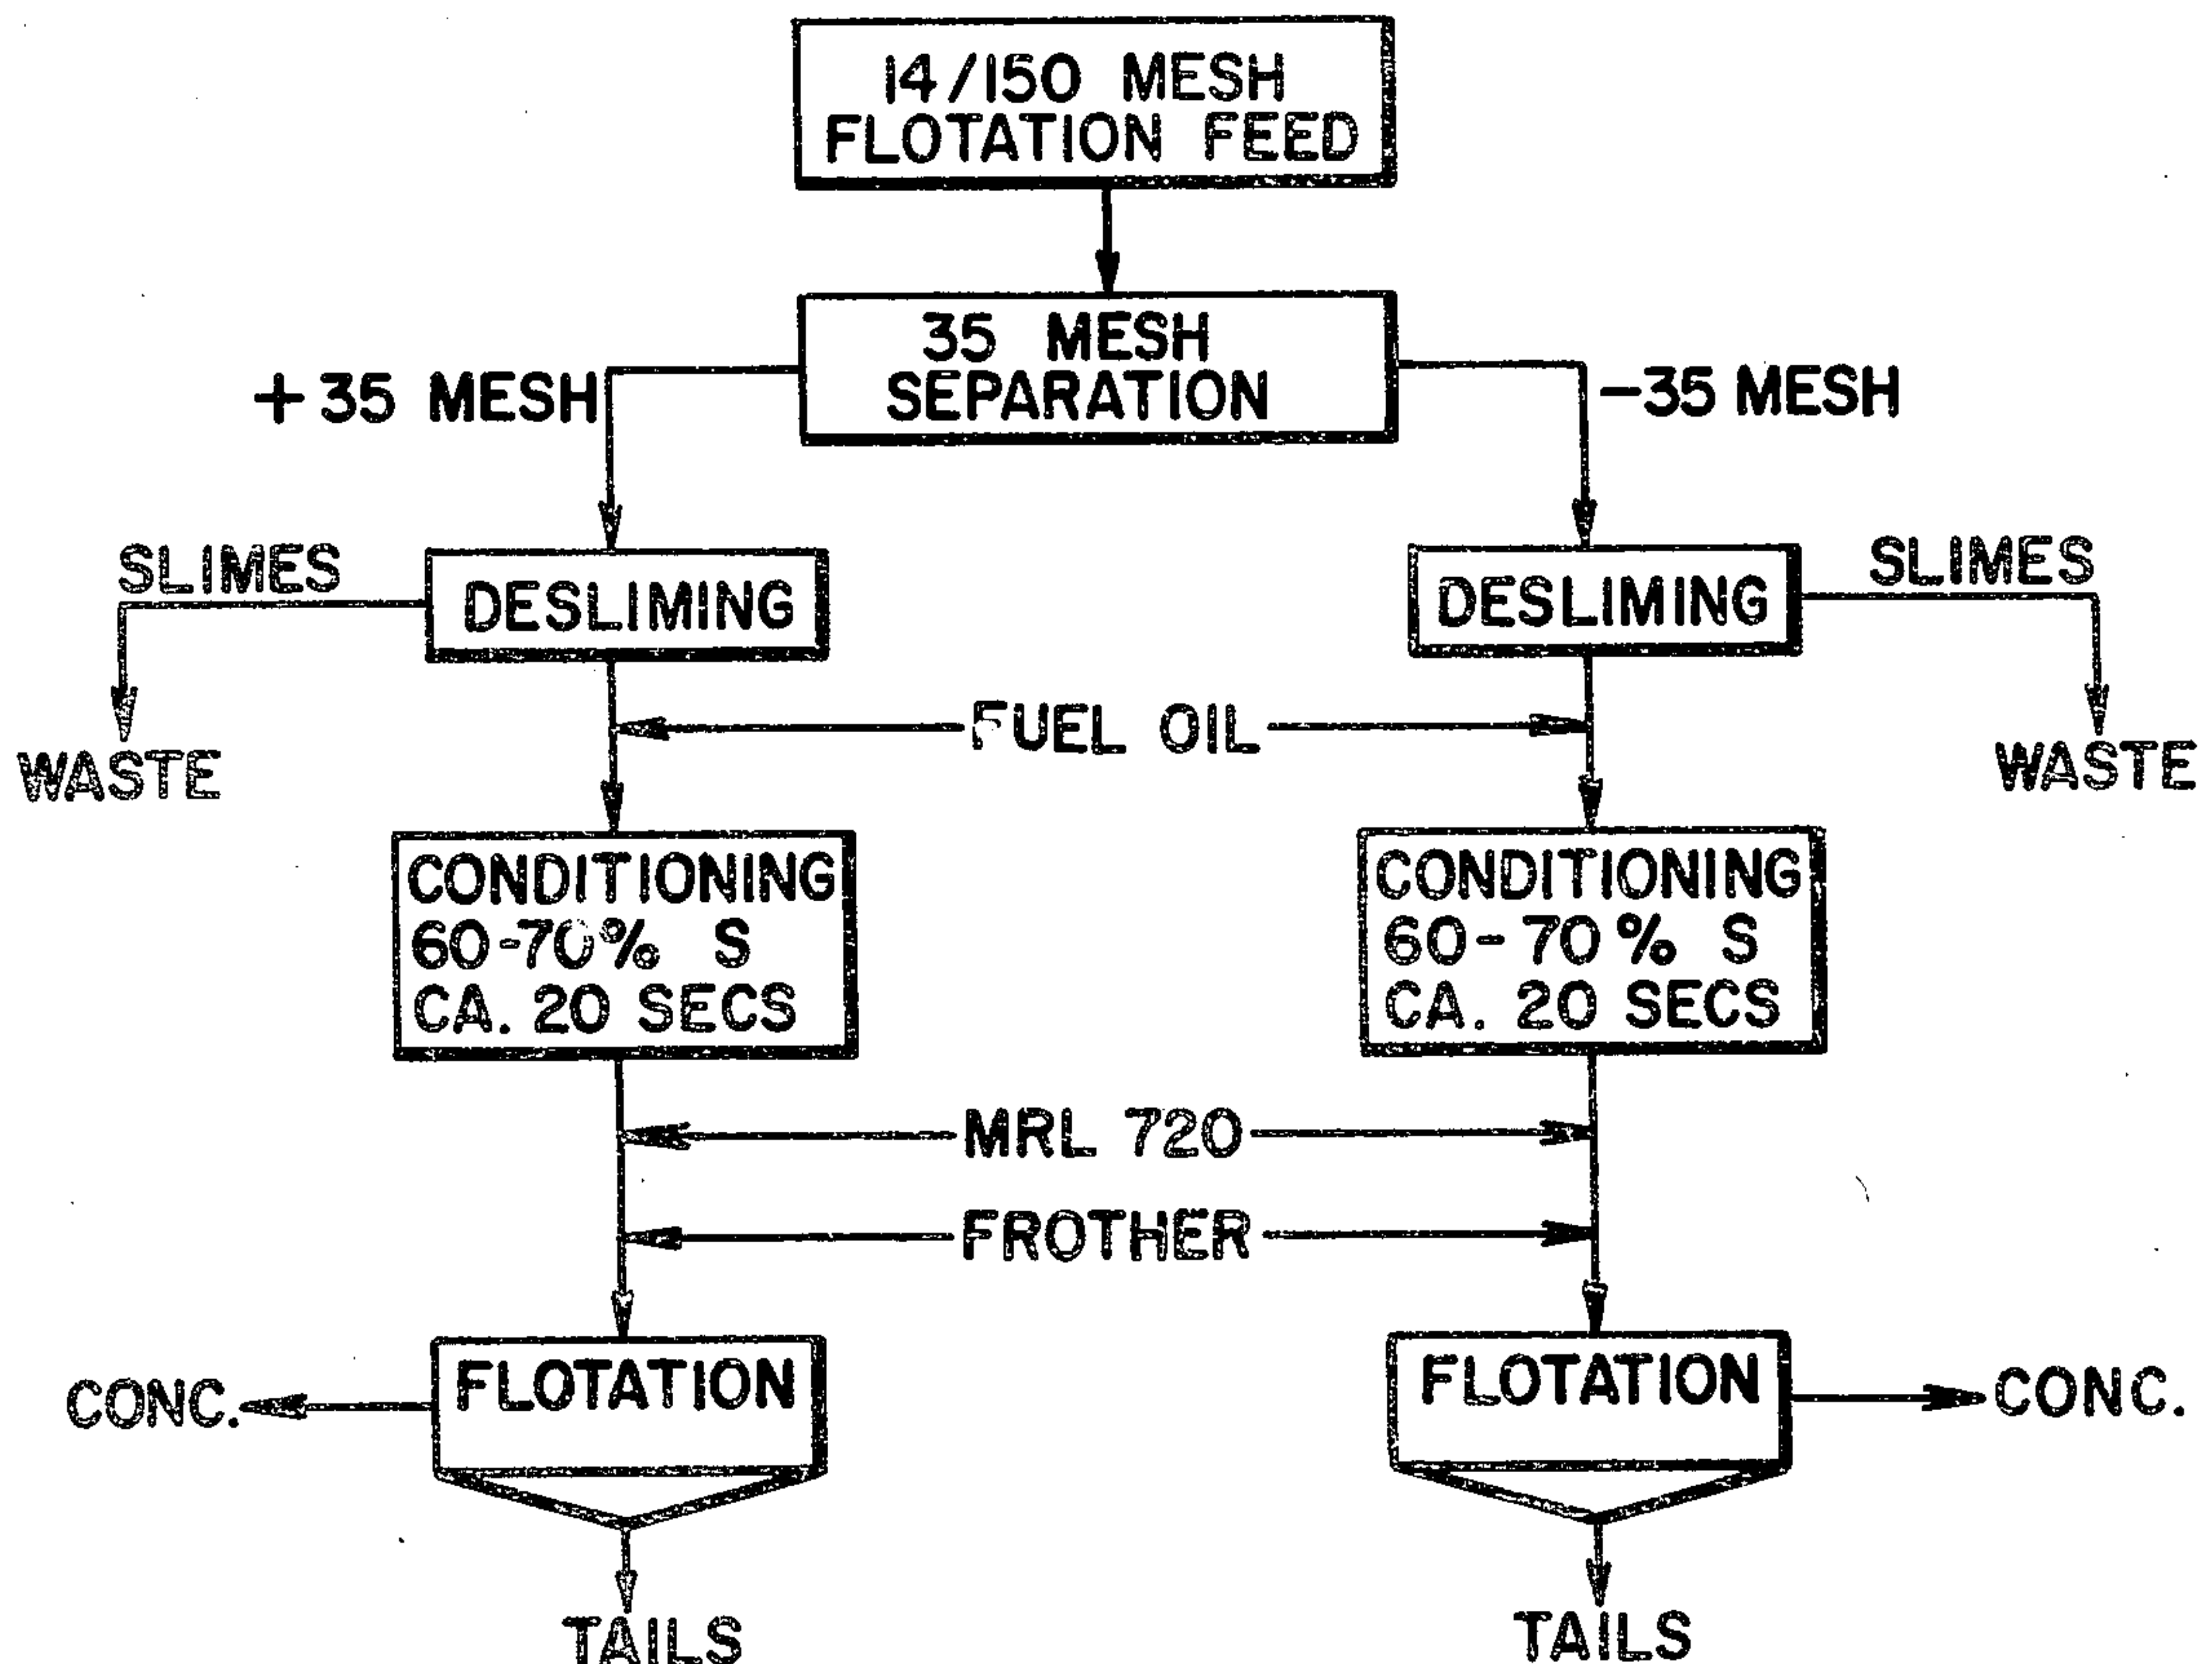 14/150 MESH
FLOTATION FEED
35 MESH
SEPARATION
+35 MESH
-35 MESH
SLIMES
DESLIMING
DESLIMING
SLIMES
WASTE
FUEL OIL
WASTE
CONDITIONING
60-70% S
CA. 20 SECS
CONDITIONING
60-70% S
CA. 20 SECS
MRL 720
FROTHER
CONC.
FLOTATION
FLOTATION
CONC.
TAILS
TAILS